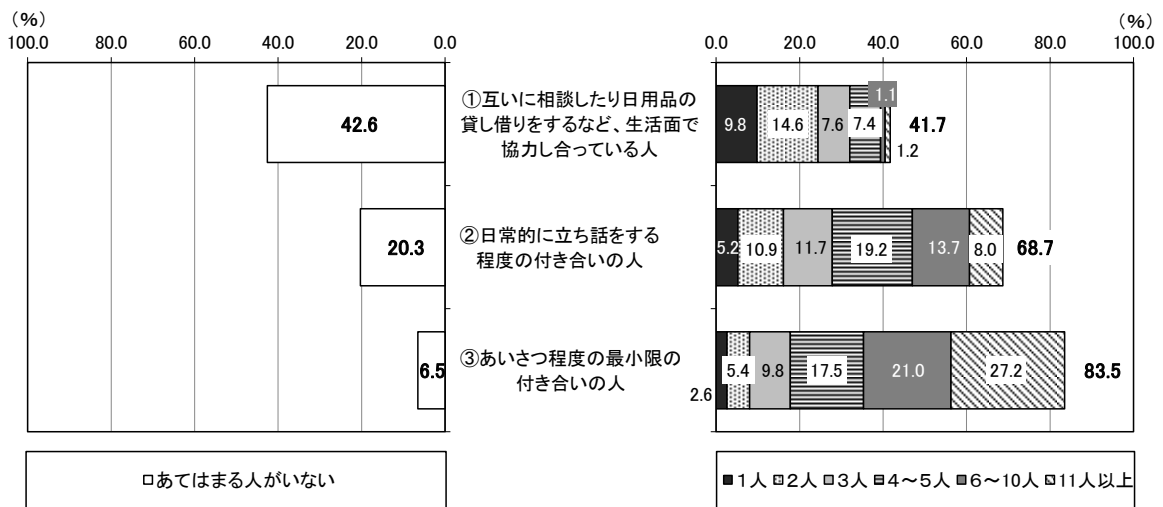 （%）
（%）
100.0 80.0 60.0 40.0 20.0 0.0
0.0 20.0 40.0 60.0 80.0 100.0
42.6
①互いに相談したり日用品の
貸し借りをするなど、生活面で
協力し合っている人
9.8 14.6 7.6 7.4 1.1 1.2 41.7
20.3
②日常的に立ち話をする
程度の付き合いの人
5.2 10.9 11.7 19.2 13.7 8.0 68.7
6.5
③あいさつ程度の最小限の
付き合いの人
2.6 5.4 9.8 17.5 21.0 27.2 83.5
あてはまる人がいない
1人 2人 3人 4～5人 6～10人 11人以上